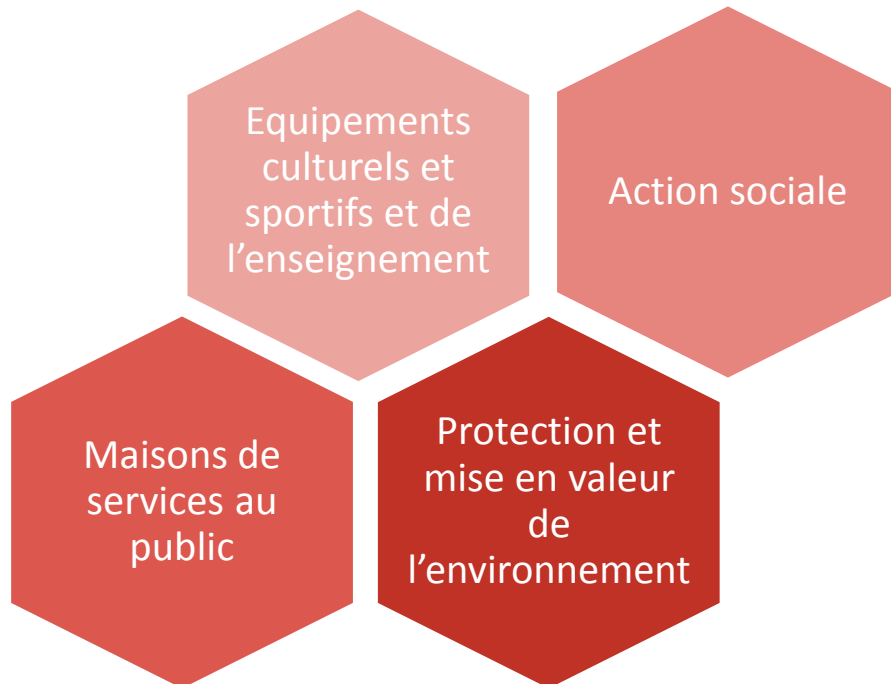 Equipements
culturels et
sportifs et de
l’enseignement
Action sociale
Maisons de
services au
public
Protection et
mise en valeur
de
l’environnement